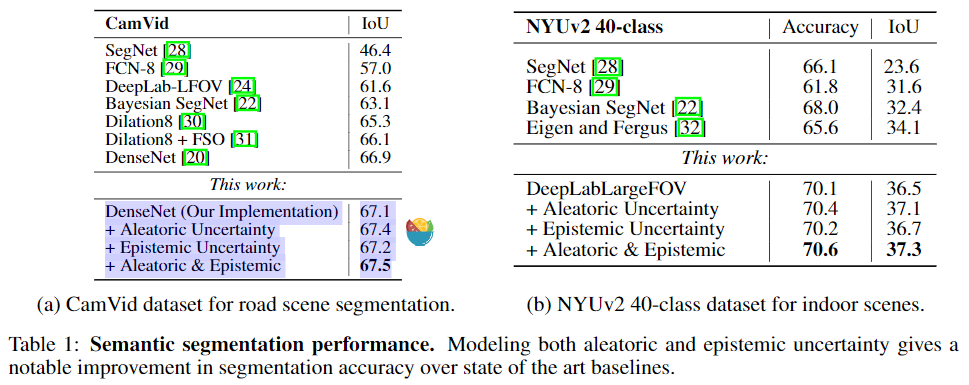 CamVid IoU
SegNet [28] 46.4
FCN-8 [29] 57.0
DeepLab-LFOV [24] 61.6
Bayesian SegNet [22] 63.1
Dilation8 [30] 65.3
Dilation8 + FSO [31] 66.1
DenseNet [20] 66.9
This work:
DenseNet (Our Implementation) 67.1
+ Aleatoric Uncertainty 67.4
+ Epistemic Uncertainty 67.2
+ Aleatoric & Epistemic 67.5
(a) CamVid dataset for road scene segmentation.
NYUv2 40-class Accuracy IoU
SegNet [28] 66.1 23.6
FCN-8 [29] 61.8 31.6
Bayesian SegNet [22] 68.0 32.4
Eigen and Fergus [32] 65.6 34.1
This work:
DeepLabLargeFOV 70.1 36.5
+ Aleatoric Uncertainty 70.4 37.1
+ Epistemic Uncertainty 70.2 36.7
+ Aleatoric & Epistemic 70.6 37.3
(b) NYUv2 40-class dataset for indoor scenes.
Table 1: Semantic segmentation performance. Modeling both aleatoric and epistemic uncertainty gives a
notable improvement in segmentation accuracy over state of the art baselines.